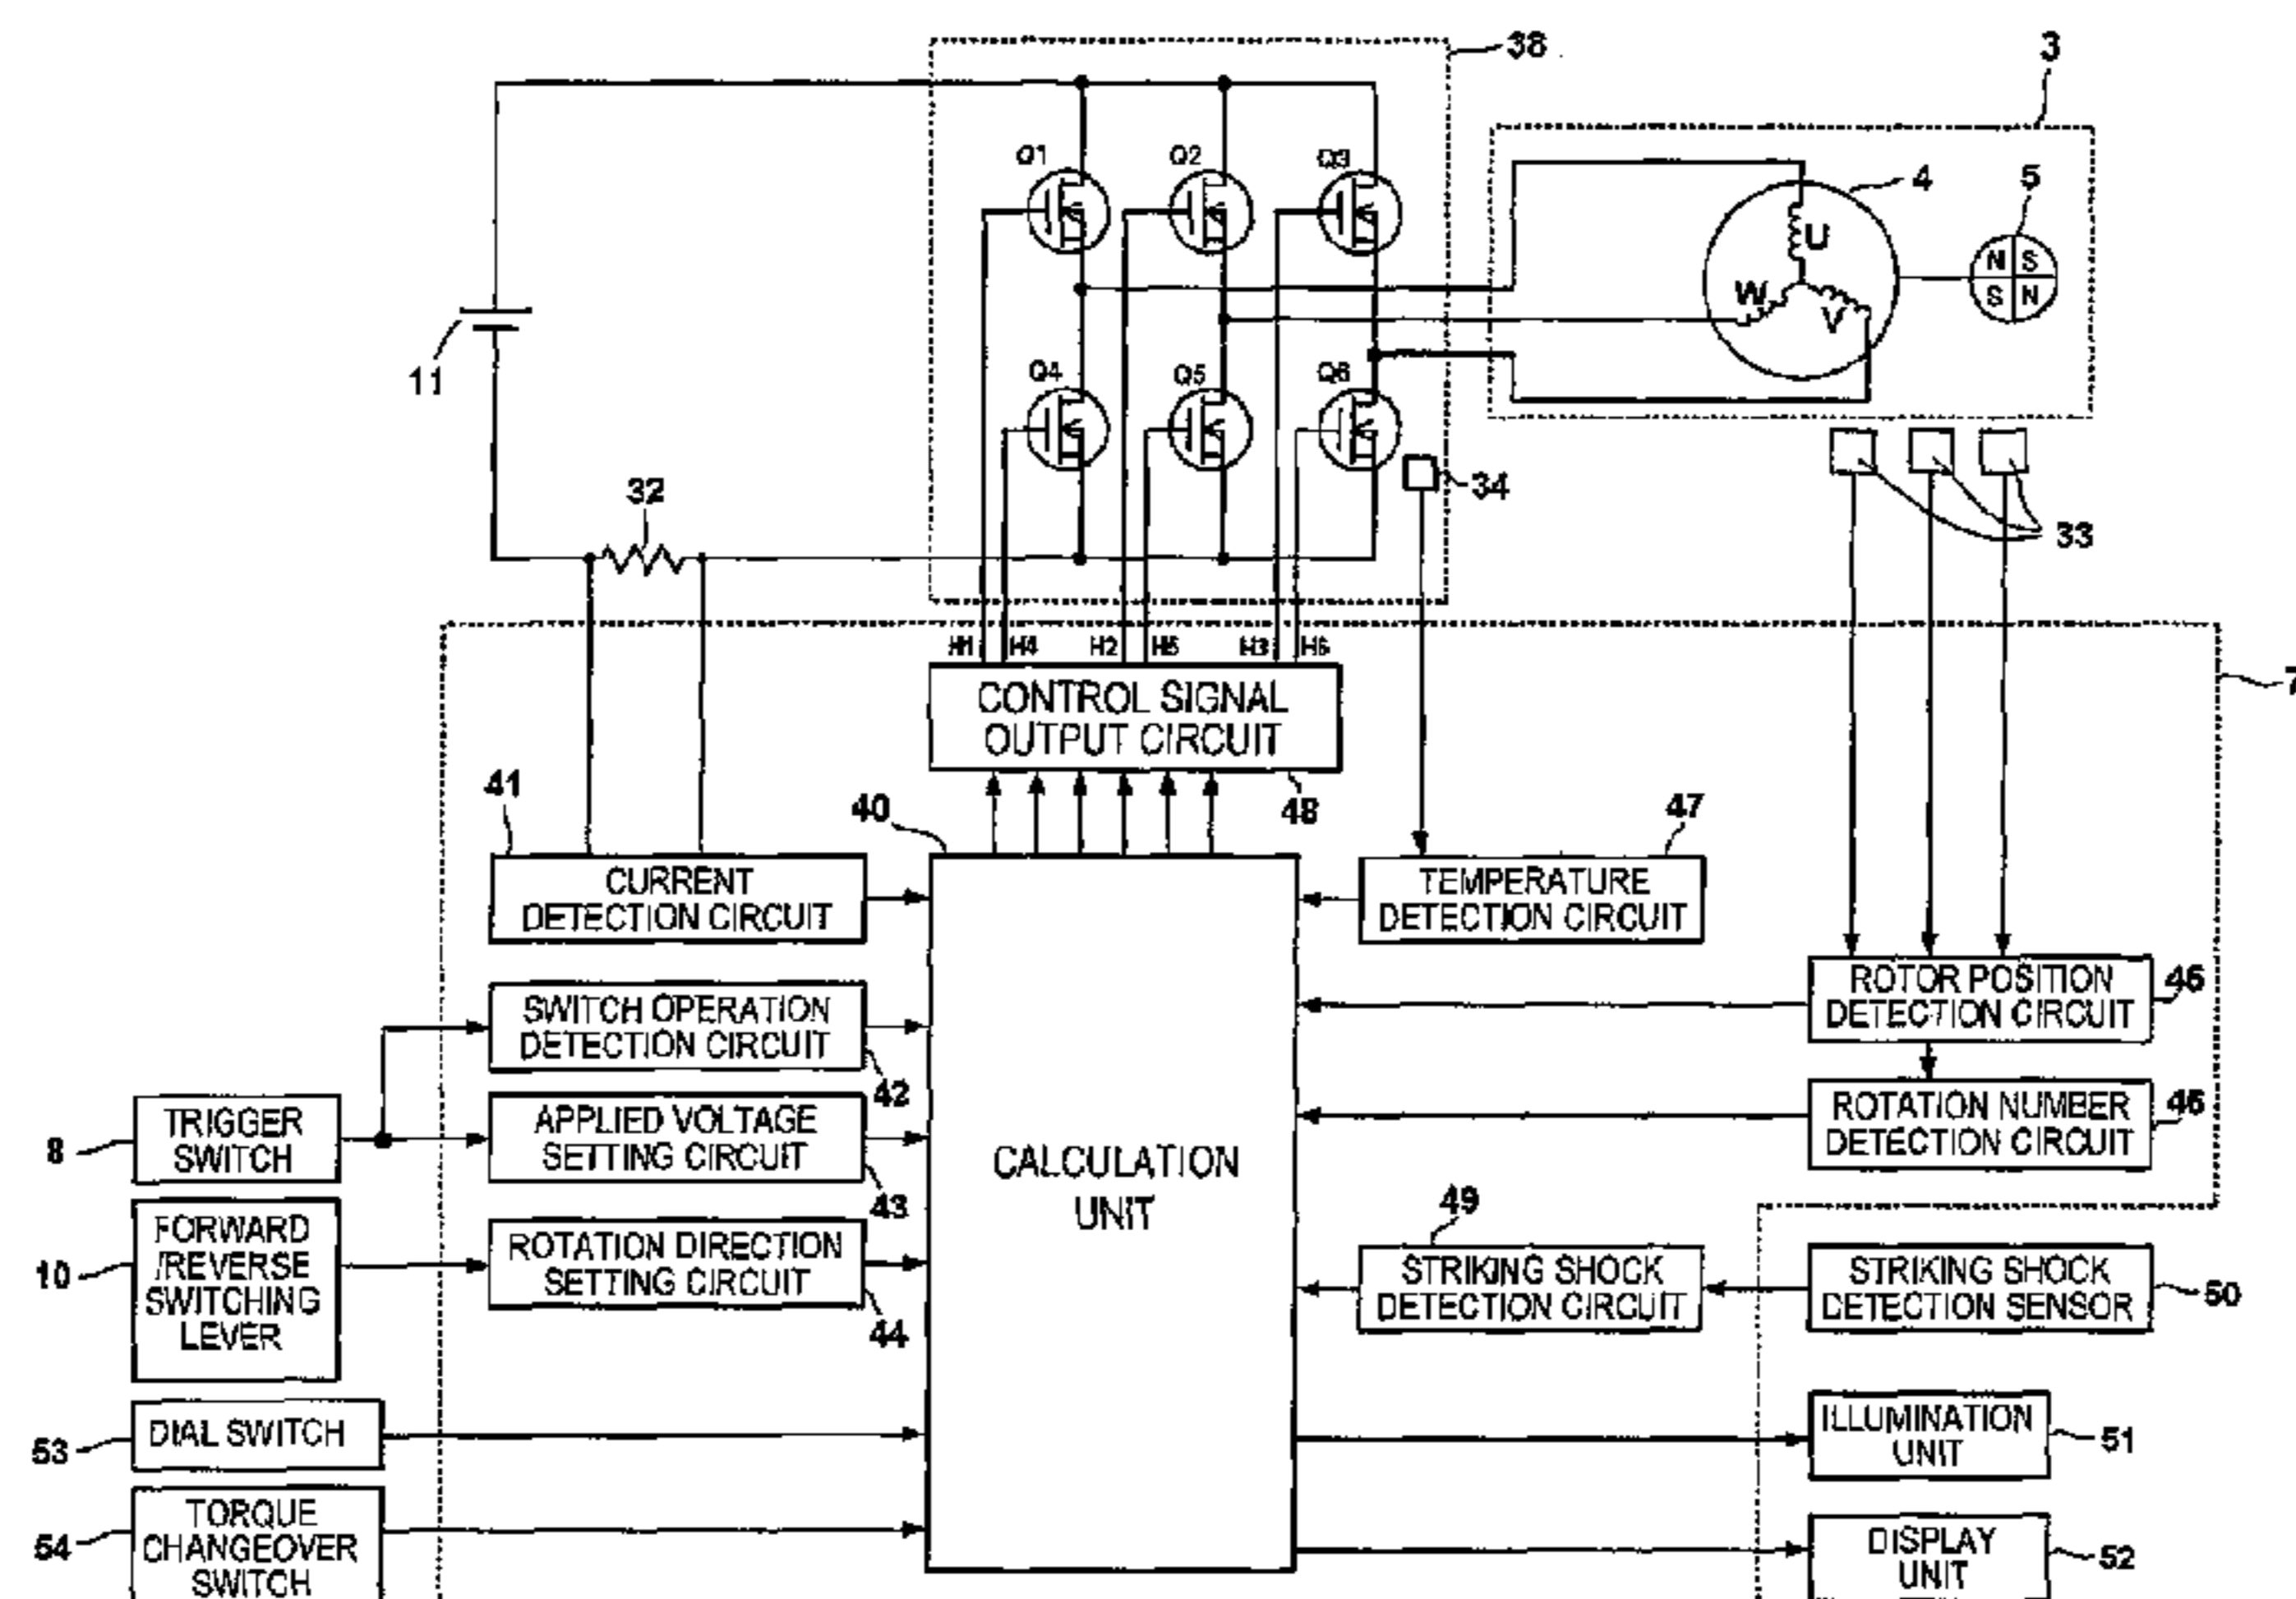 38
3
Q1
Q2
Q3
4
5
U
N S
W
S N
V
11
Q4
Q5
Q6
32
34
33
H1
H4
H2
H5
H3
H6
7
CONTROL SIGNAL
OUTPUT CIRCUIT
41
40
48
47
CURRENT
DETECTION CIRCUIT
TEMPERATURE
DETECTION CIRCUIT
ROTOR POSITION
DETECTION CIRCUIT
45
SWITCH OPERATION
DETECTION CIRCUIT
42
8
TRIGGER
SWITCH
APPLIED VOLTAGE
SETTING CIRCUIT
43
CALCULATION
UNIT
ROTATION NUMBER
DETECTION CIRCUIT
46
10
FORWARD
/REVERSE
SWITCHING
LEVER
ROTATION DIRECTION
SETTING CIRCUIT
44
49
STRIKING SHOCK
DETECTION CIRCUIT
STRIKING SHOCK
DETECTION SENSOR
50
53
DIAL SWITCH
ILLUMINATION
UNIT
51
54
TORQUE
CHANGEOVER
SWITCH
DISPLAY
UNIT
52